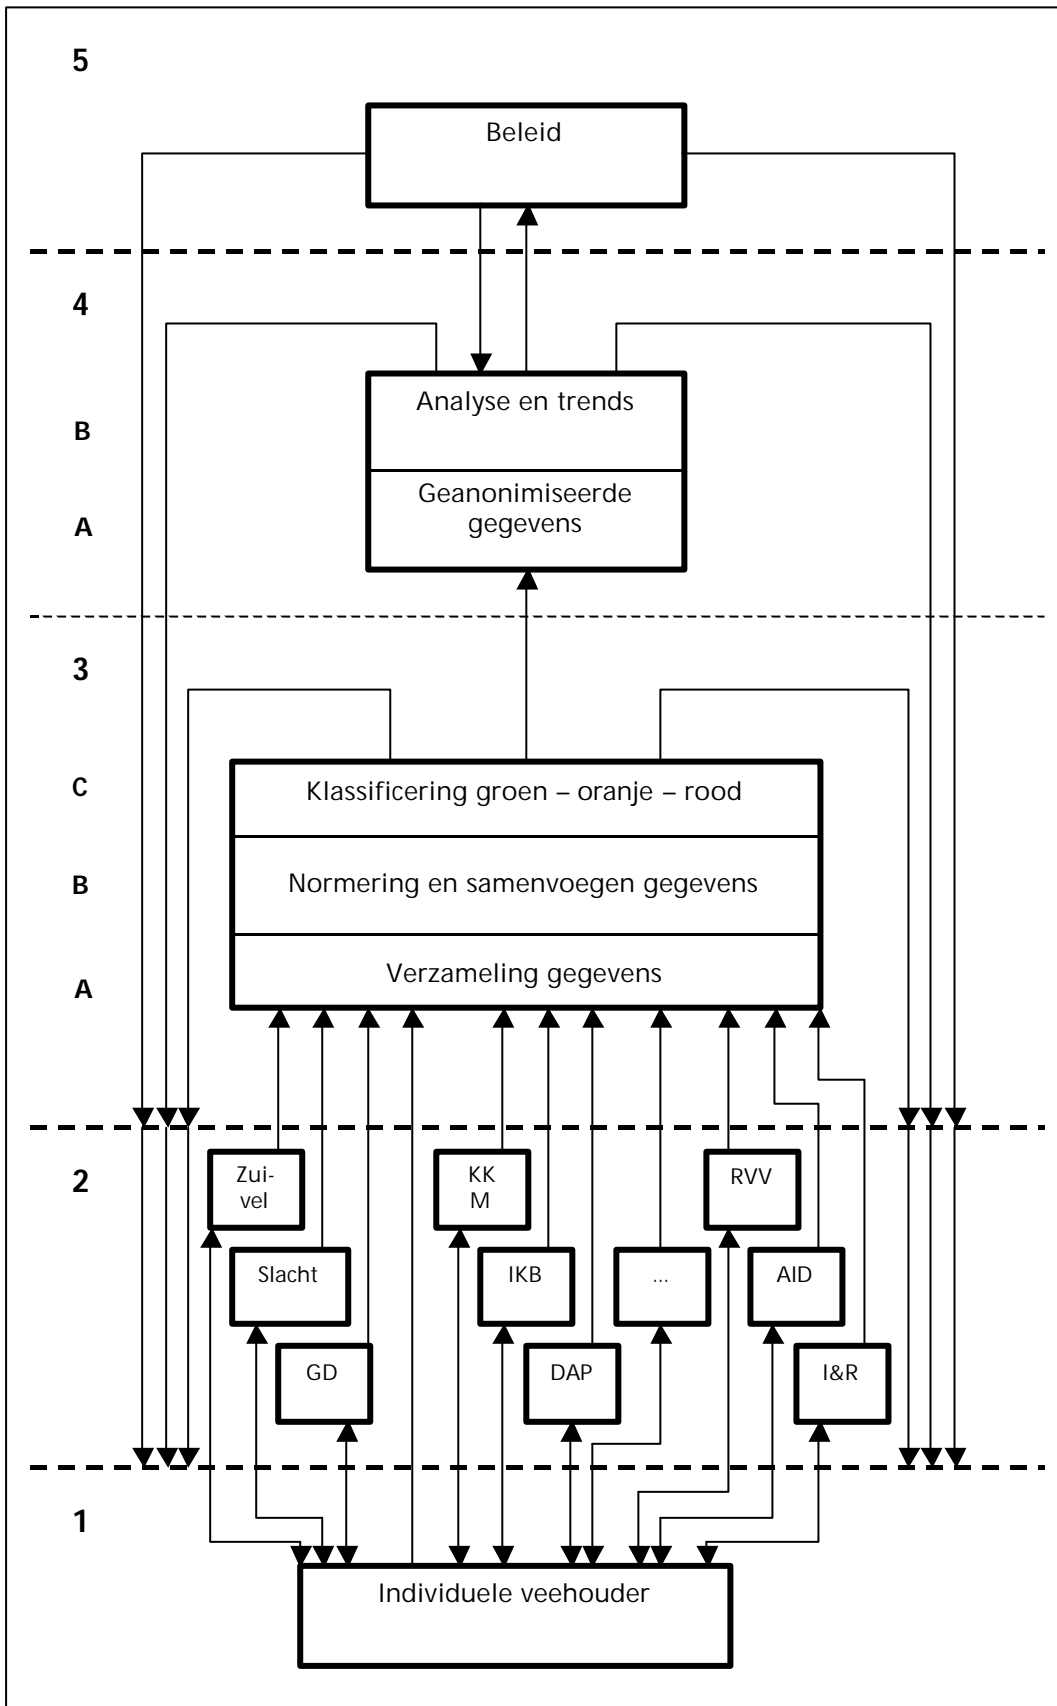 5
Beleid
4
Analyse en trends
B
Geanonimiseerde
gegevens
A
3
Klassificering groen – oranje – rood
C
Normering en samenvoegen gegevens
B
Verzameling gegevens
A
2
Zui-
vel
KK
M
RVV
Slacht
IKB
...
AID
GD
DAP
I&R
1
Individuele veehouder